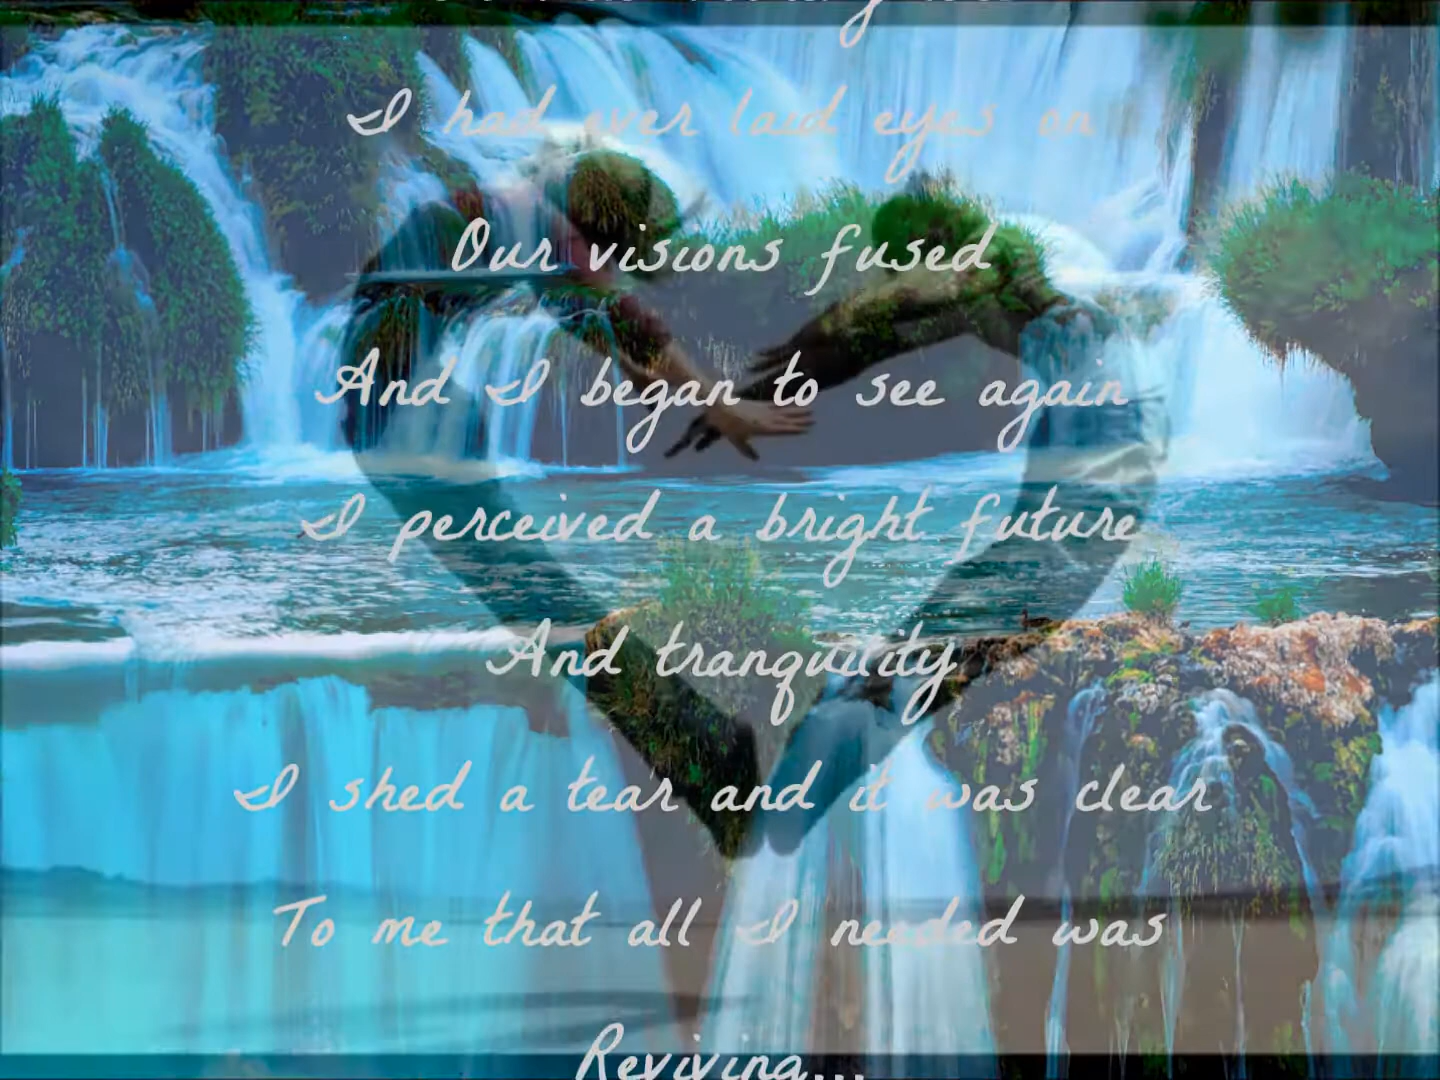 I had ever laid eyes on
Our visions fused
And I began to see again
I perceived a bright future
And tranquility
I shed a tear and it was clear
To me that all I needed was
Reviving...